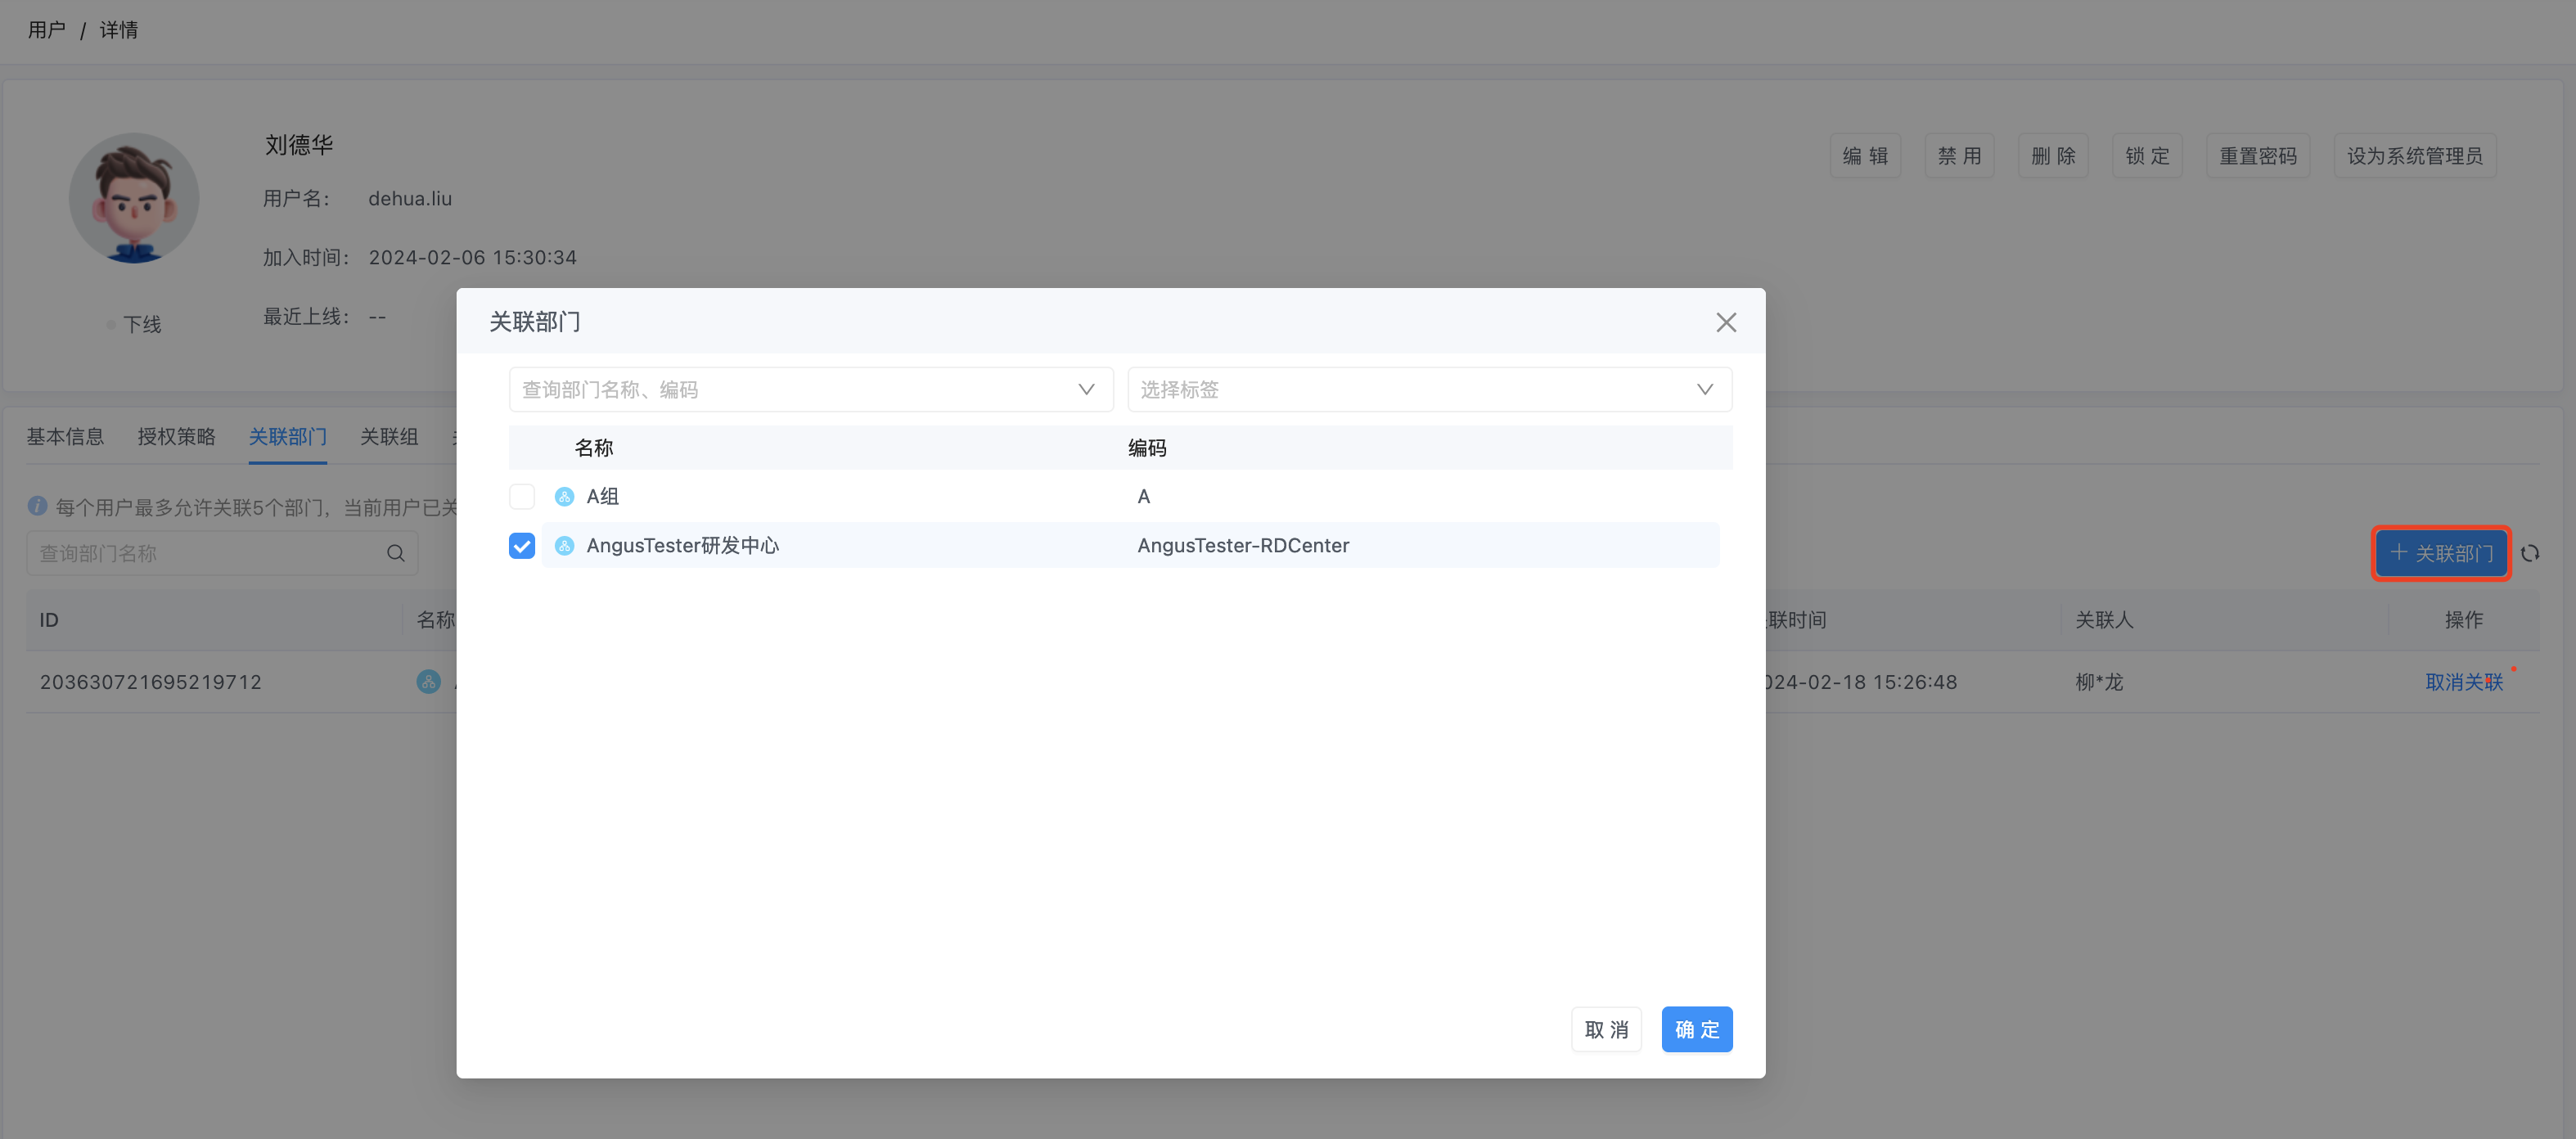 用户 / 详情
刘德华
用户名： dehua.liu
加入时间： 2024-02-06 15:30:34
最近上线： --
下线
编 辑 禁 用 删 除 锁 定 重置密码 设为系统管理员
基本信息 授权策略 关联部门 关联组
每个用户最多允许关联5个部门，当前用户已关
查询部门名称
+ 关联部门
ID 名称 联时间 关联人 操作
203630721695219712 024-02-18 15:26:48 柳*龙 取消关联
关联部门
查询部门名称、编码 选择标签
名称 编码
A组 A
AngusTester研发中心 AngusTester-RDCenter
取 消 确 定